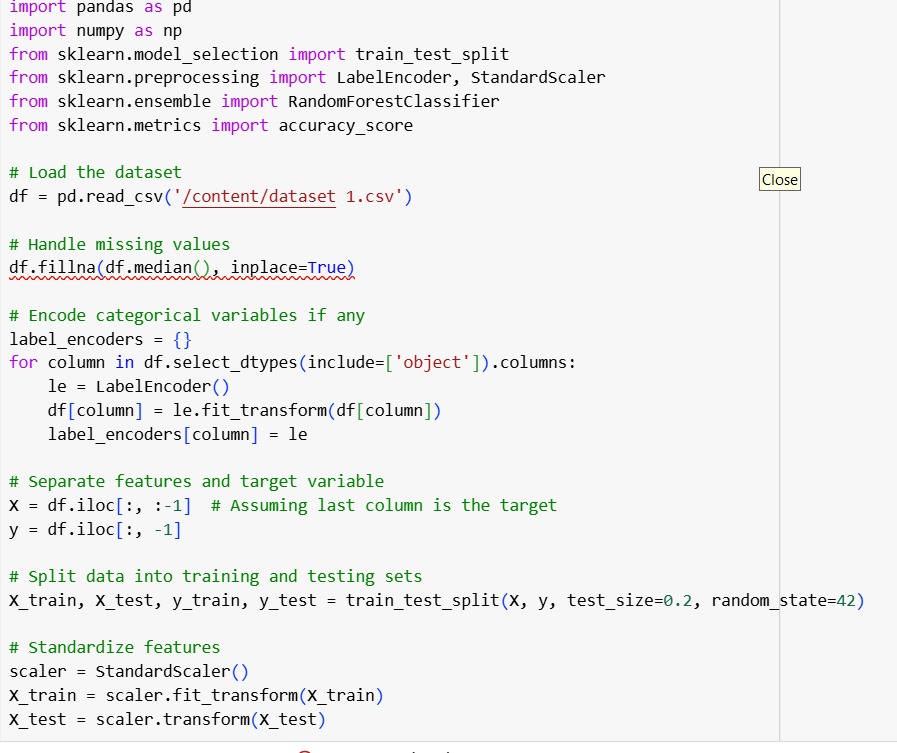 import pandas as pd
import numpy as np
from sklearn.model_selection import train_test_split
from sklearn.preprocessing import LabelEncoder, StandardScaler
from sklearn.ensemble import RandomForestClassifier
from sklearn.metrics import accuracy_score

# Load the dataset
df = pd.read_csv('/content/dataset 1.csv')
Close

# Handle missing values
df.fillna(df.median(), inplace=True)

# Encode categorical variables if any
label_encoders = {}
for column in df.select_dtypes(include=['object']).columns:
    le = LabelEncoder()
    df[column] = le.fit_transform(df[column])
    label_encoders[column] = le

# Separate features and target variable
X = df.iloc[:, :-1]  # Assuming last column is the target
y = df.iloc[:, -1]

# Split data into training and testing sets
X_train, X_test, y_train, y_test = train_test_split(X, y, test_size=0.2, random_state=42)

# Standardize features
scaler = StandardScaler()
X_train = scaler.fit_transform(X_train)
X_test = scaler.transform(X_test)